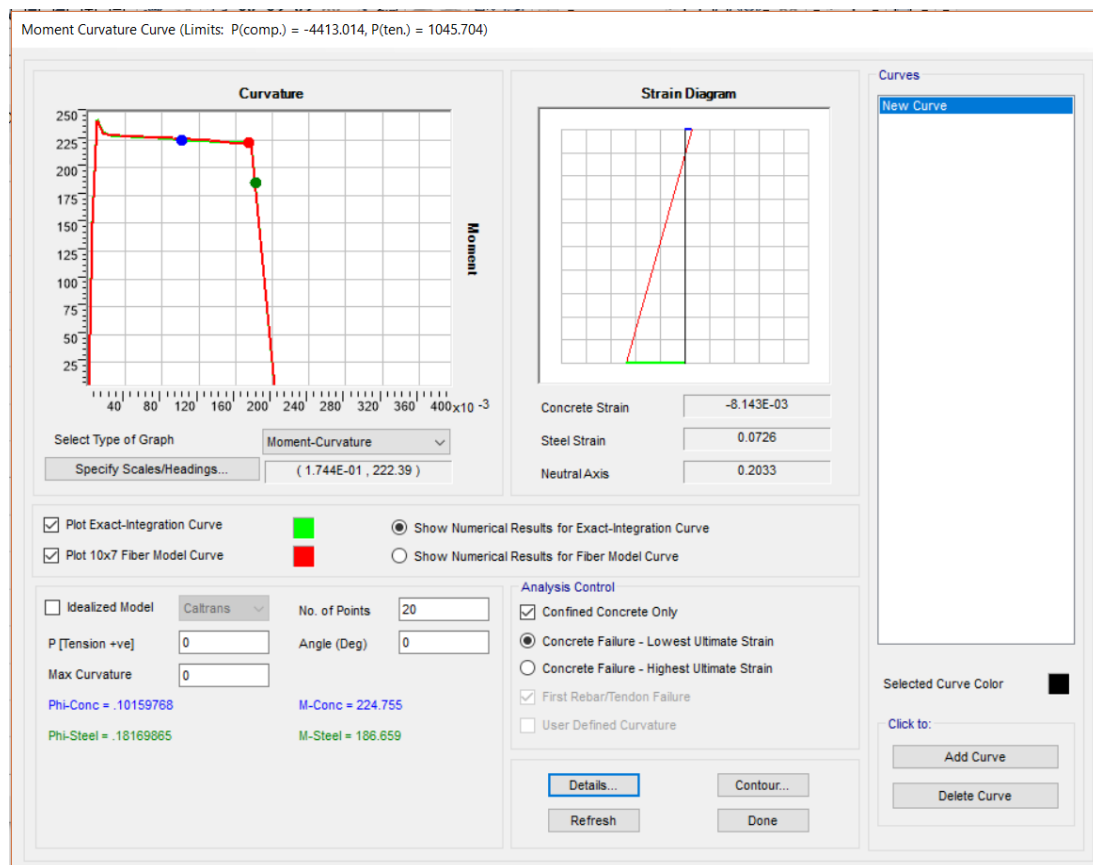 Moment Curvature Curve (Limits:  P(comp.) = -4413.014, P(ten.) = 1045.704)
Curvature
250
225
200
175
150
125
100
75
50
25
Moment
40 80 120 160 200 240 280 320 360 400 x10 -3
Select Type of Graph
Moment-Curvature
Specify Scales/Headings...
( 1.744E-01 , 222.39 )
Strain Diagram
Concrete Strain
-8.143E-03
Steel Strain
0.0726
Neutral Axis
0.2033
Curves
New Curve
Plot Exact-Integration Curve
Show Numerical Results for Exact-Integration Curve
Plot 10x7 Fiber Model Curve
Show Numerical Results for Fiber Model Curve
Idealized Model
Caltrans
No. of Points
20
P [Tension +ve]
0
Angle (Deg)
0
Max Curvature
0
Phi-Conc = .10159768
M-Conc = 224.755
Phi-Steel = .18169865
M-Steel = 186.659
Analysis Control
Confined Concrete Only
Concrete Failure - Lowest Ultimate Strain
Concrete Failure - Highest Ultimate Strain
First Rebar/Tendon Failure
User Defined Curvature
Details...
Contour...
Refresh
Done
Selected Curve Color
Click to:
Add Curve
Delete Curve